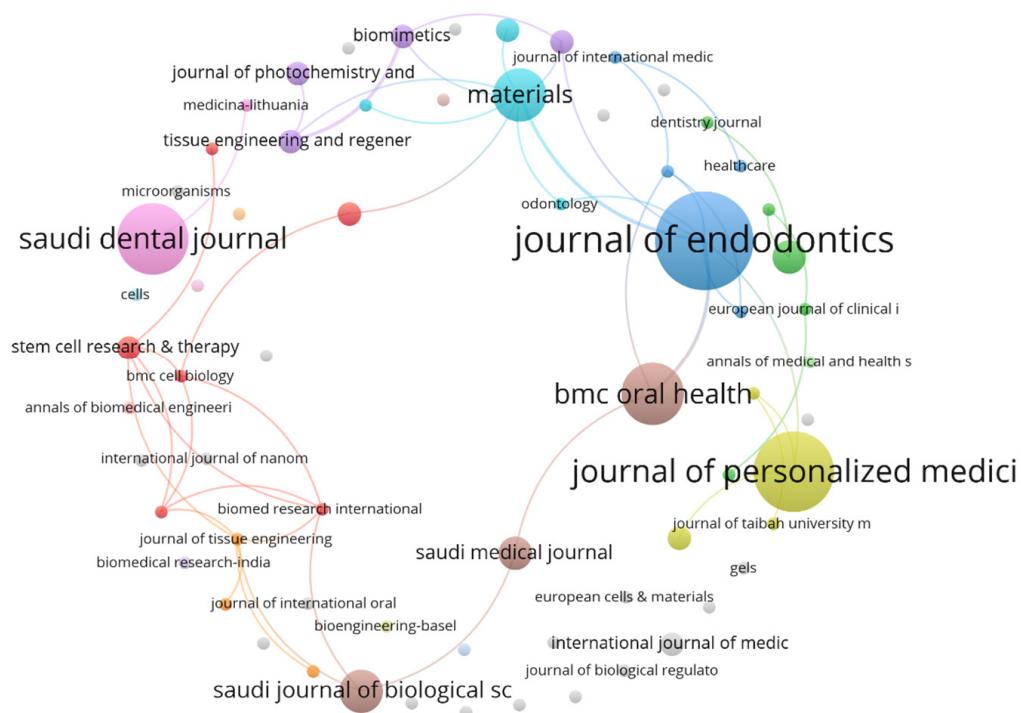 biomimetics
journal of international medic
journal of photochemistry and
materials
medicina-lithuania
dentistry journal
tissue engineering and regener
healthcare
microorganisms
odontology
saudi dental journal
journal of endodontics
cells
european journal of clinical i
stem cell research & therapy
annals of medical and health s
bmc cell biology
bmc oral health
annals of biomedical engineeri
international journal of nanom
journal of personalized medici
biomed research international
journal of taibah university m
journal of tissue engineering
saudi medical journal
biomedical research-india
gels
european cells & materials
journal of international oral
bioengineering-basel
international journal of medic
journal of biological regulato
saudi journal of biological sc